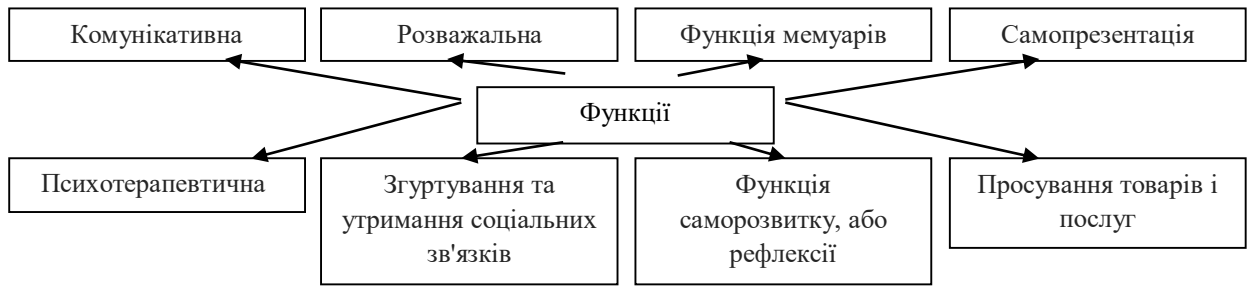 Комунікативна
Розважальна
Функція мемуарів
Самопрезентація
Функції
Психотерапевтична
Згуртування та
утримання соціальних
зв'язків
Функція
саморозвитку, або
рефлексії
Просування товарів і
послуг